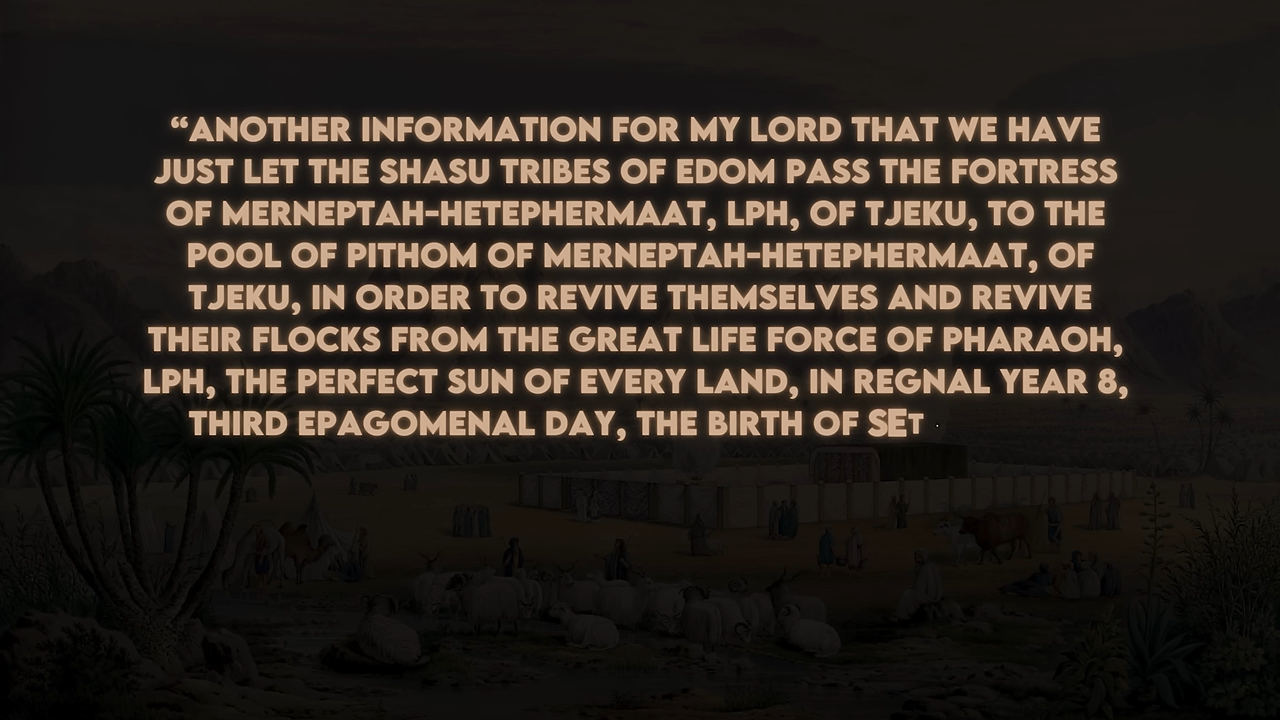 “ANOTHER INFORMATION FOR MY LORD THAT WE HAVE
JUST LET THE SHASU TRIBES OF EDOM PASS THE FORTRESS
OF MERNEPTAH-HETEPHERMAAT, LPH, OF TJEKU, TO THE
POOL OF PITHOM OF MERNEPTAH-HETEPHERMAAT, OF
TJEKU, IN ORDER TO REVIVE THEMSELVES AND REVIVE
THEIR FLOCKS FROM THE GREAT LIFE FORCE OF PHARAOH,
LPH, THE PERFECT SUN OF EVERY LAND, IN REGNAL YEAR 8,
THIRD EPAGOMENAL DAY, THE BIRTH OF SET